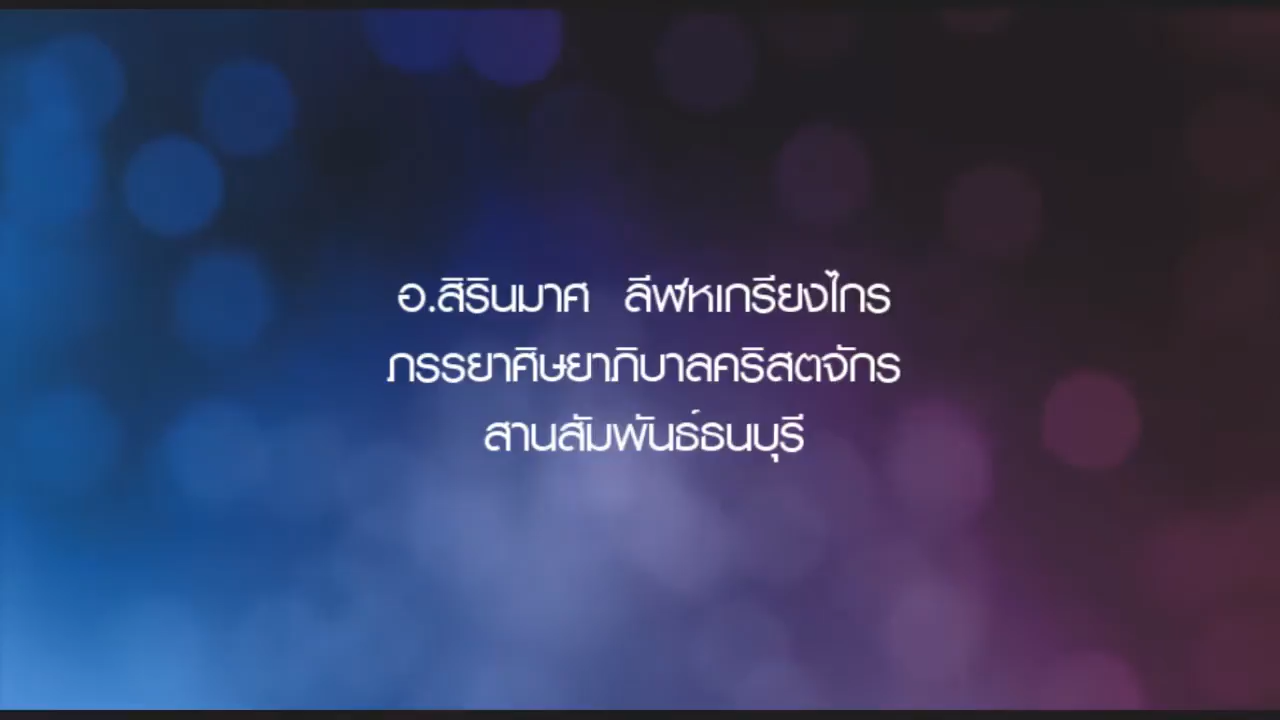 อ.สิรินมาศ ลีฬหเกรียงไกร
ภรรยาศิษยาภิบาลคริสตจักร
สานสัมพันธ์ธนบุรี